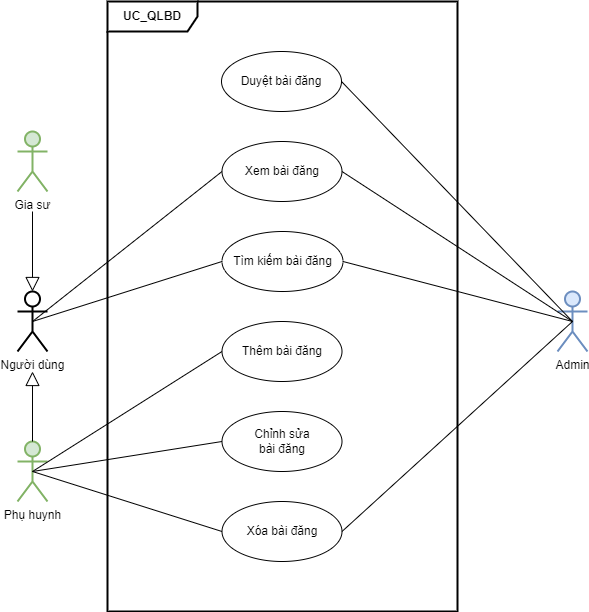 UC_QLBD
Duyệt bài đăng
Xem bài đăng
Gia sư
Tìm kiếm bài đăng
Thêm bài đăng
Người dùng
Admin
Chỉnh sửa
bài đăng
Phụ huynh
Xóa bài đăng